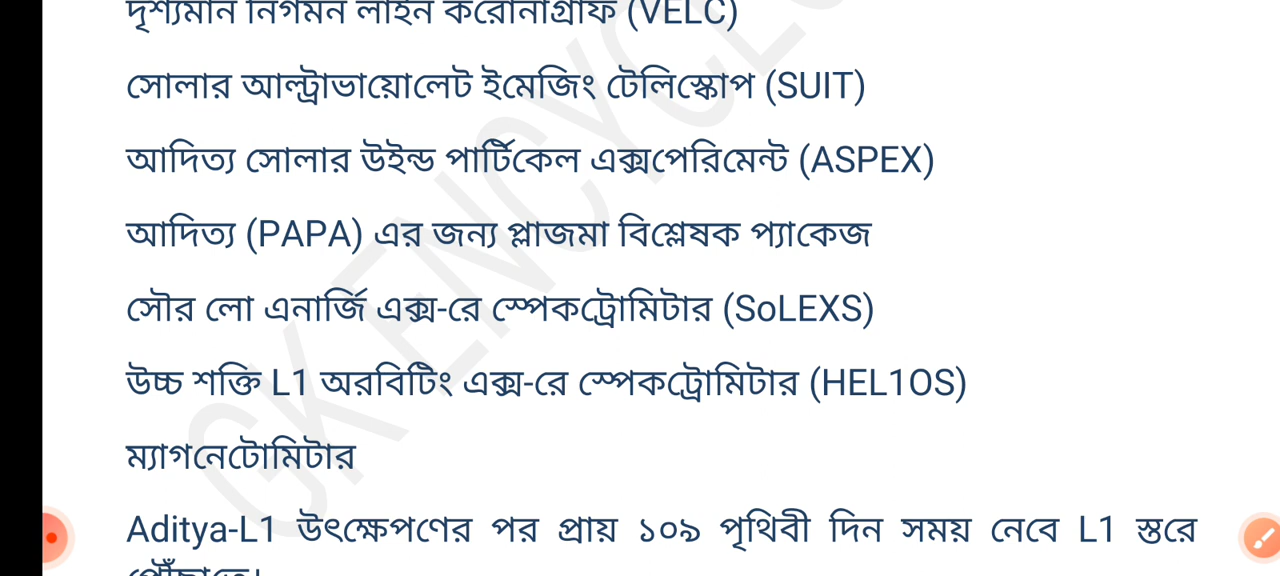 দৃশ্যমান নির্গমন লাইন করোনাগ্রাফ (VELC)
সোলার আল্ট্রাভায়োলেট ইমেজিং টেলিস্কোপ (SUIT)
আদিত্য সোলার উইন্ড পার্টিকেল এক্সপেরিমেন্ট (ASPEX)
আদিত্য (PAPA) এর জন্য প্লাজমা বিশ্লেষক প্যাকেজ
সৌর লো এনার্জি এক্স-রে স্পেকট্রোমিটার (SoLEXS)
উচ্চ শক্তি L1 অরবিটিং এক্স-রে স্পেকট্রোমিটার (HEL1OS)
ম্যাগনেটোমিটার
Aditya-L1 উৎক্ষেপণের পর প্রায় ১০৯ পৃথিবী দিন সময় নেবে L1 স্তরে